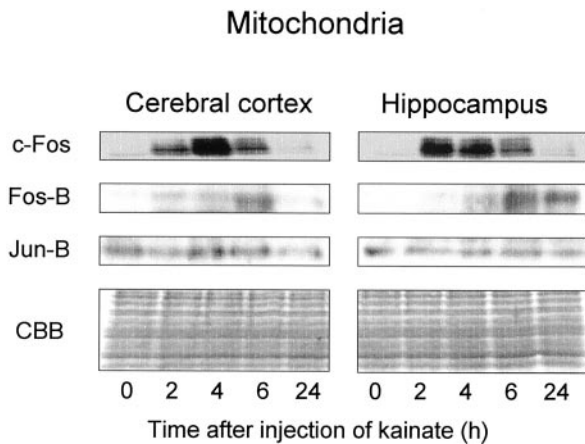 Mitochondria
Cerebral cortex Hippocampus
c-Fos
Fos-B
Jun-B
CBB
0 2 4 6 24 0 2 4 6 24
Time after injection of kainate (h)